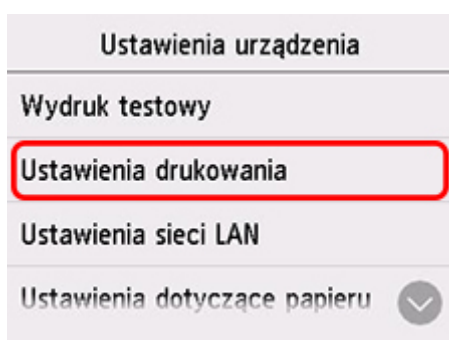 Ustawienia urządzenia
Wydruk testowy
Ustawienia drukowania
Ustawienia sieci LAN
Ustawienia dotyczące papieru